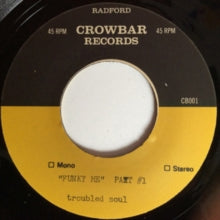 RADFORD
45 RPM CROWBAR 45 RPM
RECORDS
CB001
☐ Mono ☐ Stereo
"FUNKY ME" PART #1
troubled soul